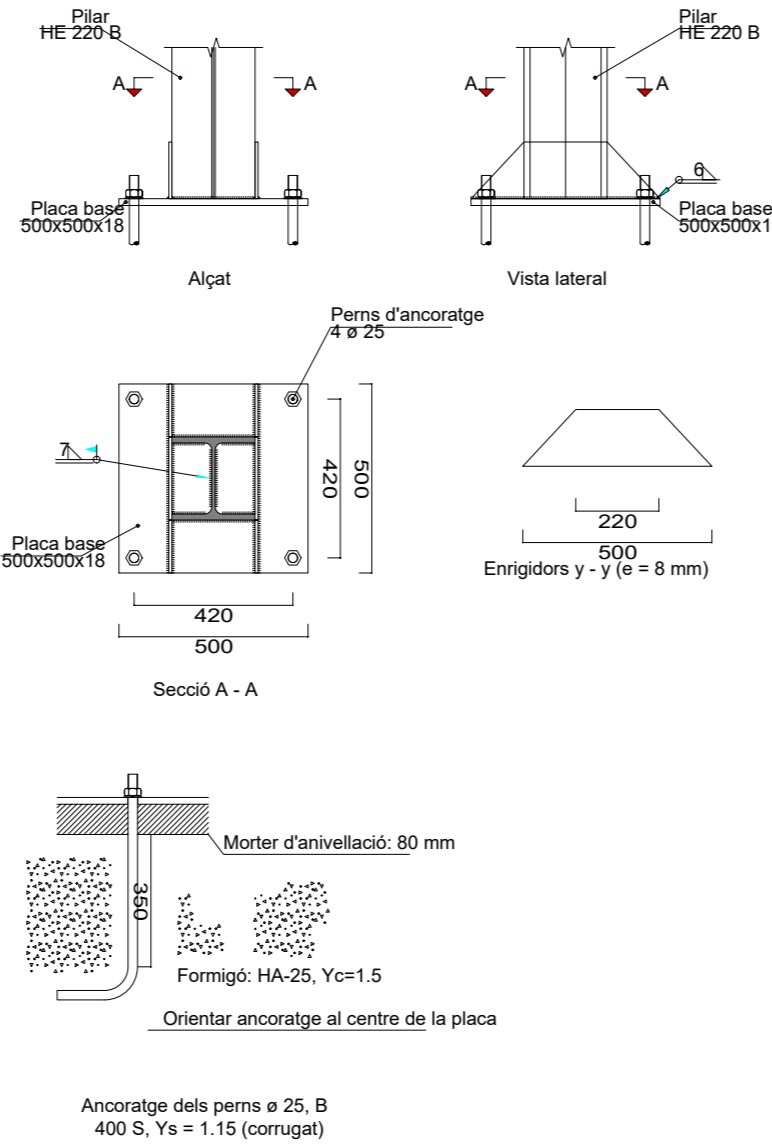 Pilar
HE 220 B
A
A
Placa base
500x500x18
Alçat
Pilar
HE 220 B
A
A
6
Placa base
500x500x1
Vista lateral
Perns d'ancoratge
4 ø 25
7
420
500
Placa base
500x500x18
420
500
Secció A - A
220
500
Enrigidors y - y (e = 8 mm)
Morter d'anivellació: 80 mm
350
Formigó: HA-25, Yc=1.5
Orientar ancoratge al centre de la placa
Ancoratge dels perns ø 25, B
400 S, Ys = 1.15 (corrugat)